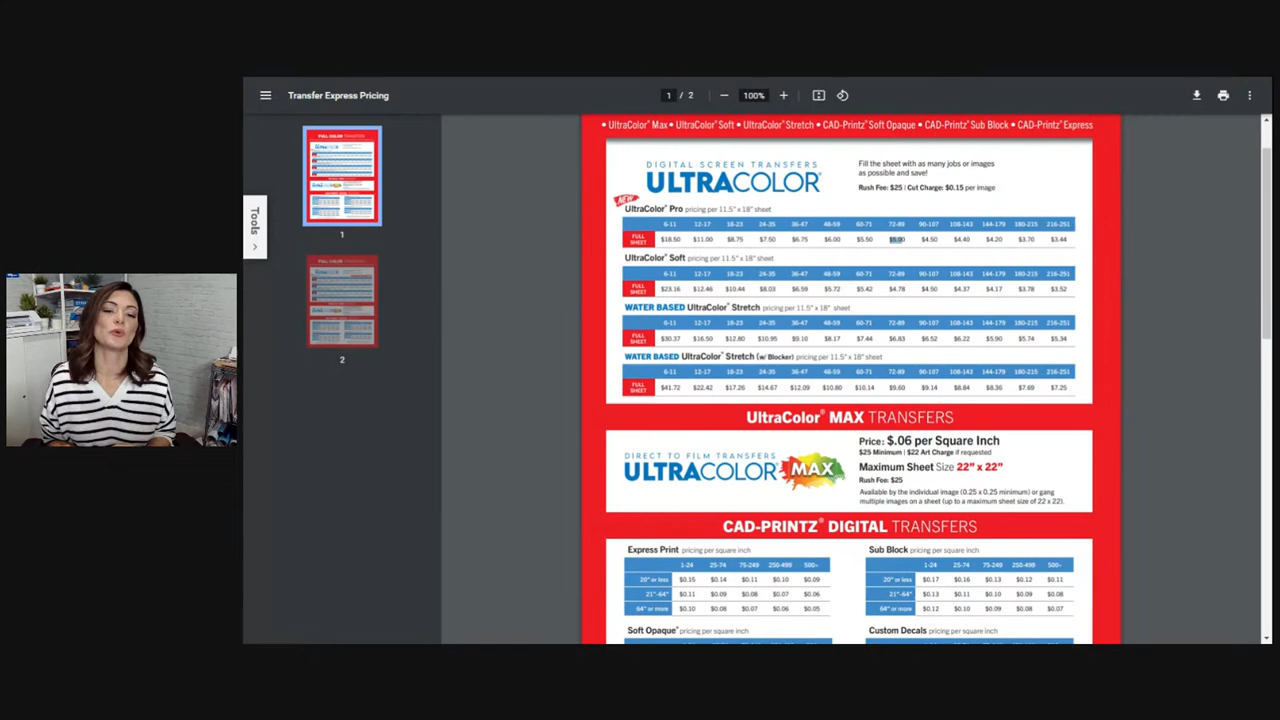 Transfer Express Pricing
1 / 2
100%
Tools
1
2
• UltraColor® Max • UltraColor® Soft • UltraColor® Stretch • CAD-Printz® Soft Opaque • CAD-Printz® Sub Block • CAD-Printz® Express
DIGITAL SCREEN TRANSFERS
ULTRACOLOR®
Fill the sheet with as many jobs or images
as possible and save!
Rush Fee: $25 | Cut Charge: $0.15 per image
NEW
UltraColor® Pro pricing per 11.5" x 18" sheet
6-11 12-17 18-23 24-35 36-47 48-59 60-71 72-89 90-107 108-143 144-179 180-215 216-251
FULL SHEET $18.50 $11.00 $8.75 $7.50 $6.75 $6.00 $5.50 $5.00 $4.50 $4.40 $4.20 $3.70 $3.44
UltraColor® Soft pricing per 11.5" x 18" sheet
6-11 12-17 18-23 24-35 36-47 48-59 60-71 72-89 90-107 108-143 144-179 180-215 216-251
FULL SHEET $23.16 $12.46 $10.44 $8.03 $6.59 $5.72 $5.42 $4.78 $4.50 $4.37 $4.17 $3.78 $3.52
WATER BASED UltraColor® Stretch pricing per 11.5" x 18" sheet
6-11 12-17 18-23 24-35 36-47 48-59 60-71 72-89 90-107 108-143 144-179 180-215 216-251
FULL SHEET $30.37 $16.50 $12.80 $10.95 $9.10 $8.17 $7.44 $6.83 $6.52 $6.22 $5.90 $5.74 $5.34
WATER BASED UltraColor® Stretch (w/ Blocker) pricing per 11.5" x 18" sheet
6-11 12-17 18-23 24-35 36-47 48-59 60-71 72-89 90-107 108-143 144-179 180-215 216-251
FULL SHEET $41.72 $22.42 $17.26 $14.67 $12.09 $10.80 $10.14 $9.60 $9.14 $8.84 $8.36 $7.69 $7.25
UltraColor® MAX TRANSFERS
DIRECT TO FILM TRANSFERS
ULTRACOLOR® MAX
Price: $.06 per Square Inch
$25 Minimum | $22 Art Charge if requested
Maximum Sheet Size 22" x 22"
Rush Fee: $25
Available by the individual image (0.25 x 0.25 minimum) or gang
multiple images on a sheet (up to a maximum sheet size of 22 x 22).
CAD-PRINTZ® DIGITAL TRANSFERS
Express Print pricing per square inch
1-24 25-74 75-249 250-499 500+
20" or less $0.15 $0.14 $0.11 $0.10 $0.09
21"-64" $0.11 $0.09 $0.08 $0.07 $0.06
64" or more $0.10 $0.08 $0.07 $0.06 $0.05
Soft Opaque® pricing per square inch
Sub Block pricing per square inch
1-24 25-74 75-249 250-499 500+
20" or less $0.17 $0.16 $0.13 $0.12 $0.11
21"-64" $0.13 $0.11 $0.10 $0.09 $0.08
64" or more $0.12 $0.10 $0.09 $0.08 $0.07
Custom Decals pricing per square inch